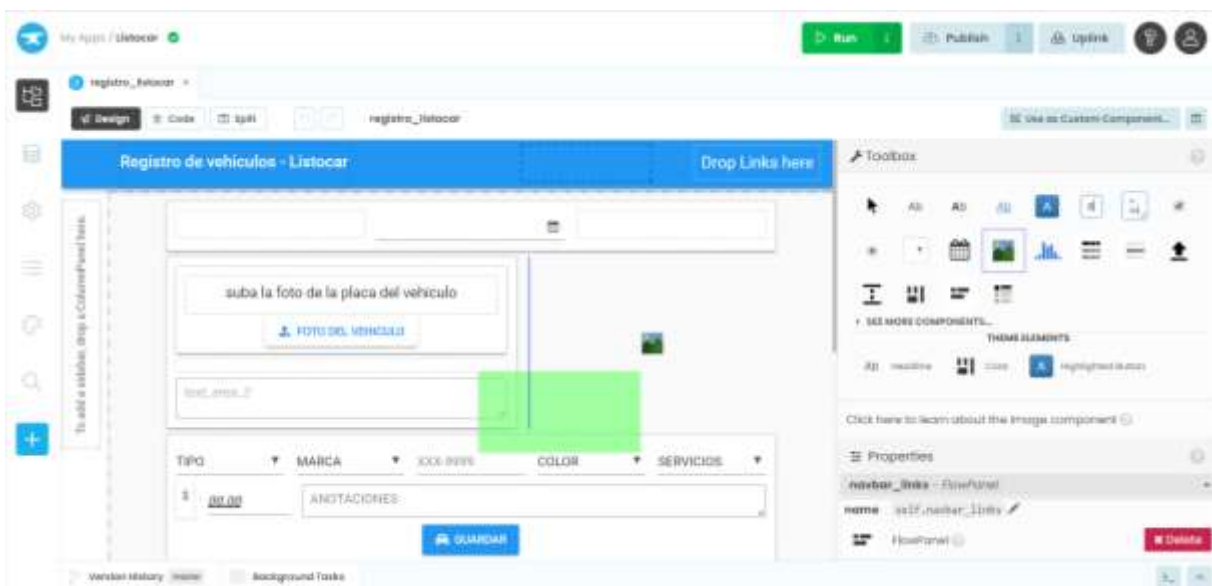 My Apps / Listocar
Run
Publish
Uplink
registro_listocar ×
Design
Code
Split
registro_listocar
Use as Custom Component...
Registro de vehiculos - Listocar
Drop Links here
Toolbox
To add a sidebar, drop a ColumnPanel here.
suba la foto de la placa del vehiculo
FOTO DEL VEHICULO
text_area_2
SEE MORE COMPONENTS...
THEME ELEMENTS
Headline
Card
Highlighted Button
Click here to learn about the Image component
TIPO
MARCA
XXX-9999
COLOR
SERVICIOS
$
00.00
ANOTACIONES
GUARDAR
Properties
navbar_links - FlowPanel
name self.navbar_links
FlowPanel
Delete
Version History master
Background Tasks